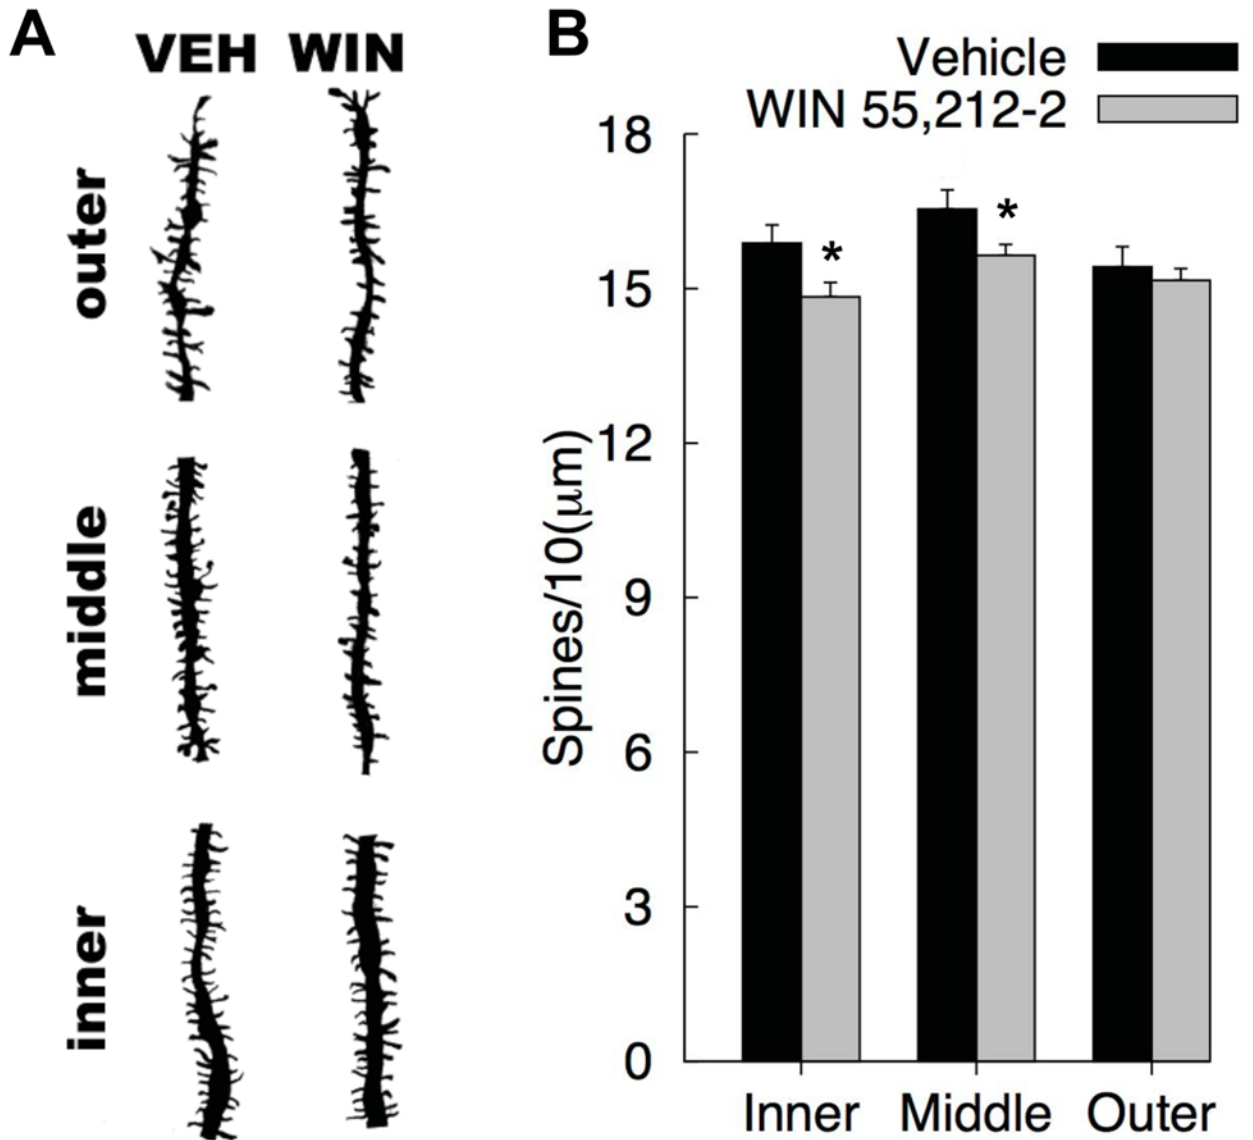 A
VEH WIN
outer
middle
inner
B
Vehicle
WIN 55,212-2
18
15
12
9
6
3
0
Spines/10(μm)
*
*
Inner Middle Outer